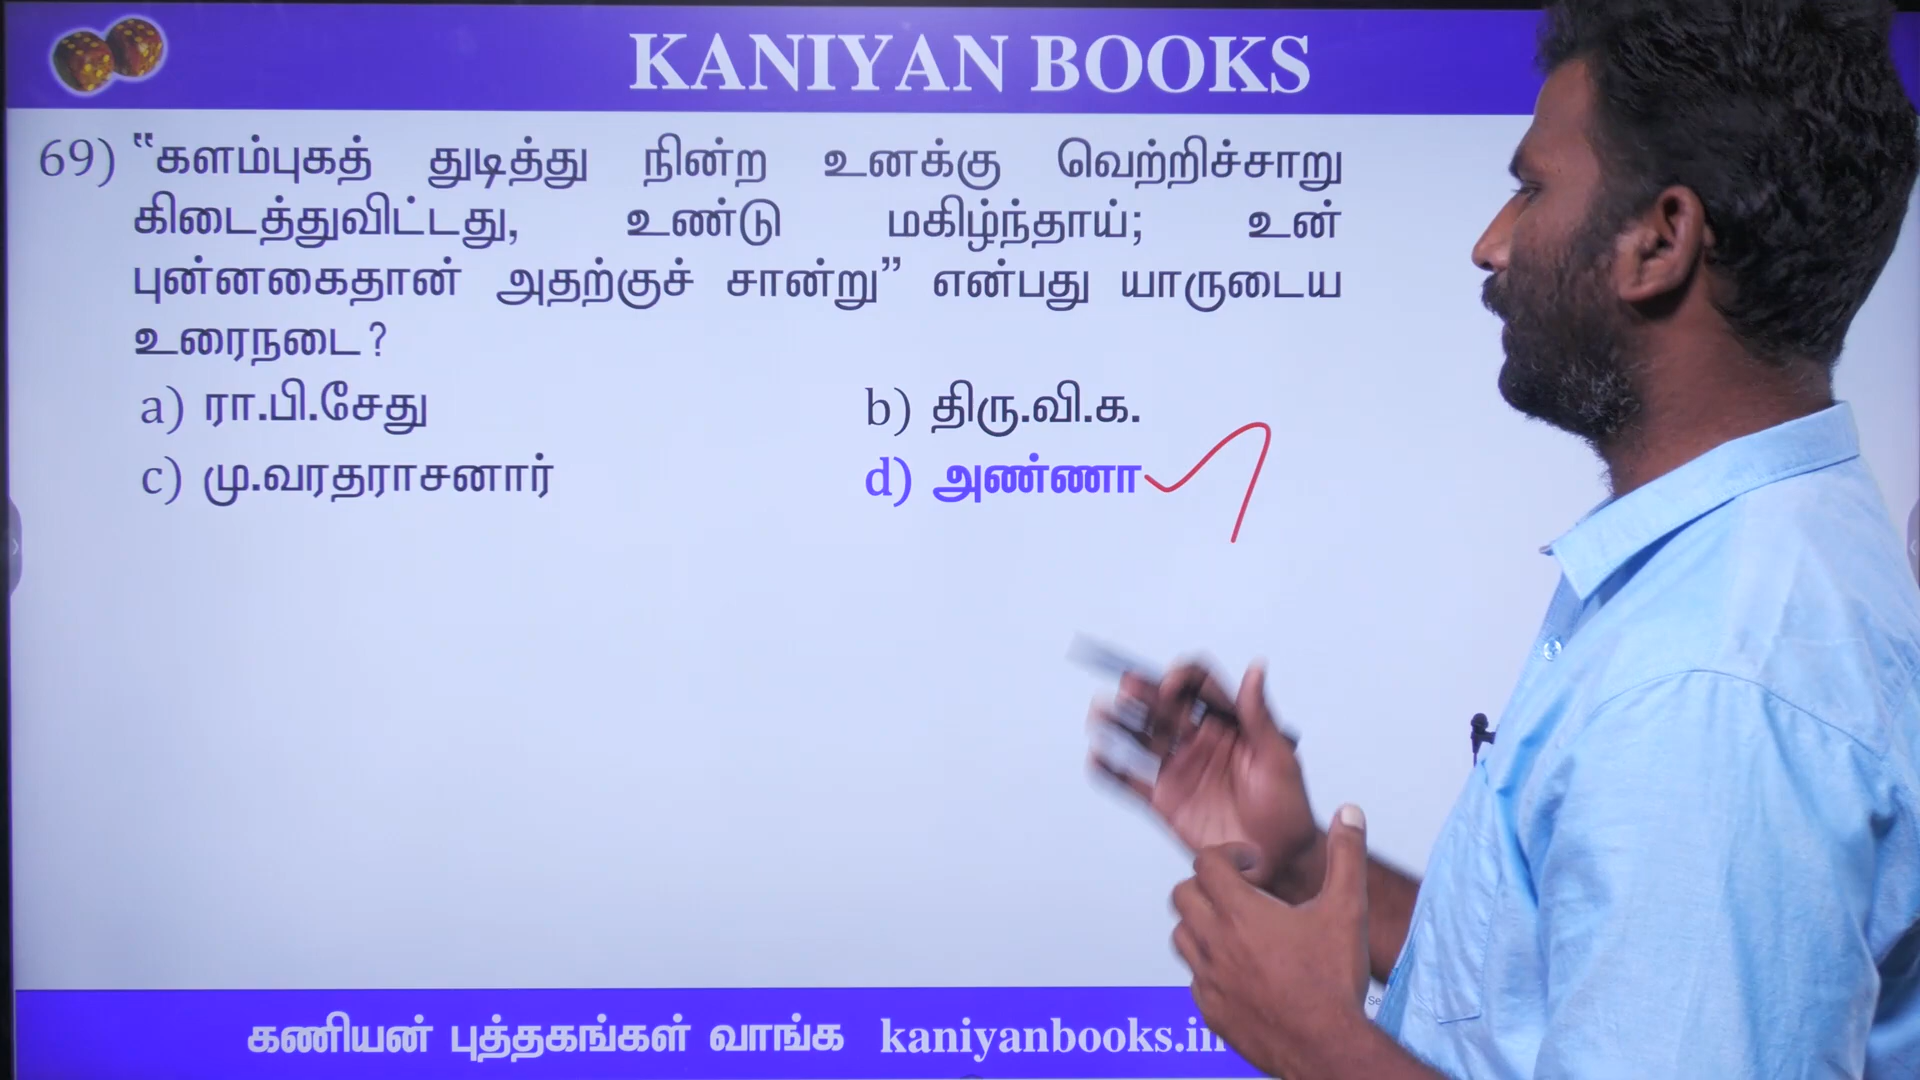 KANIYAN BOOKS
69) "களம்புகத் துடித்து நின்ற உனக்கு வெற்றிச்சாறு
கிடைத்துவிட்டது, உண்டு மகிழ்ந்தாய்; உன்
புன்னகைதான் அதற்குச் சான்று" என்பது யாருடைய
உரைநடை?
a) ரா.பி.சேது
b) திரு.வி.க.
c) மு.வரதராசனார்
d) அண்ணா
கணியன் புத்தகங்கள் வாங்க kaniyanbooks.in